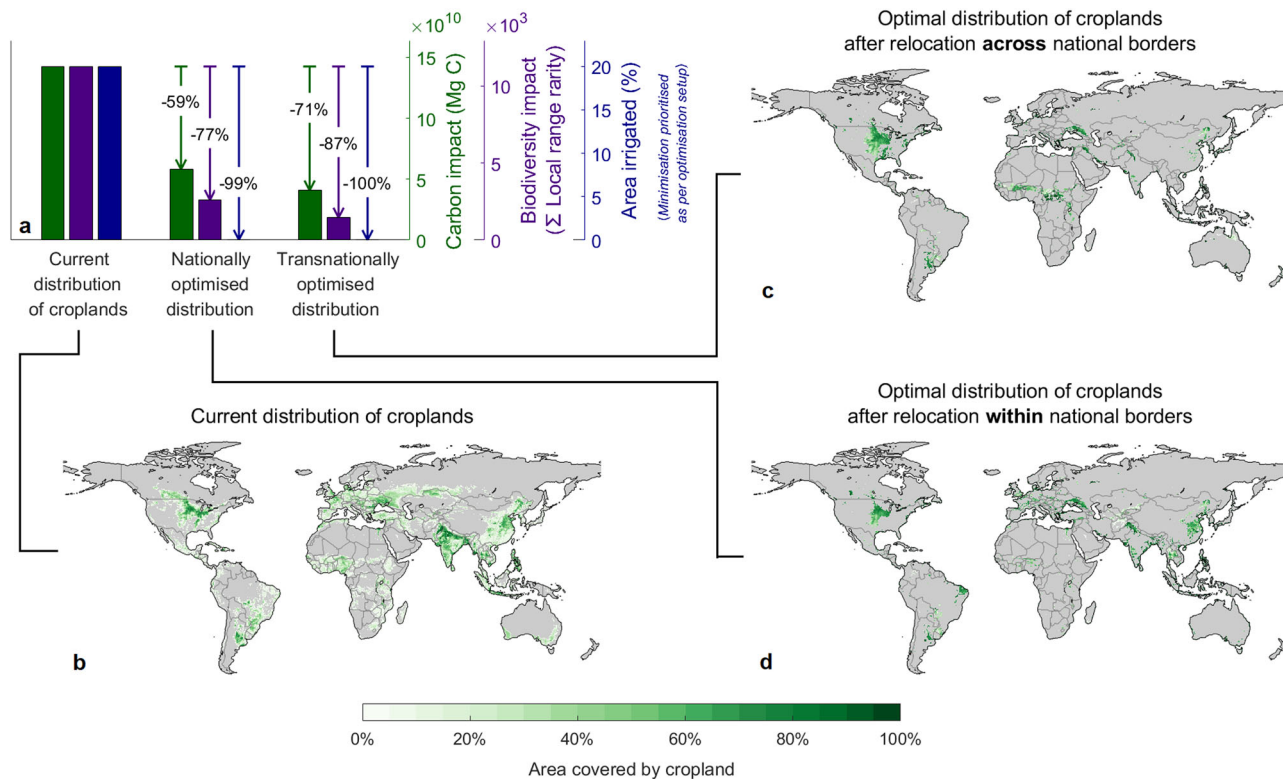 ×10¹⁰
×10³
15
10
5
0
Carbon impact (Mg C)
10
5
0
Biodiversity impact
(Σ Local range rarity)
20
15
10
5
0
Area irrigated (%)
(Minimisation prioritised
as per optimisation setup)
-59%
-77%
-99%
-71%
-87%
-100%
a
Current
distribution
of croplands
Nationally
optimised
distribution
Transnationally
optimised
distribution
Optimal distribution of croplands
after relocation across national borders
c
Current distribution of croplands
b
Optimal distribution of croplands
after relocation within national borders
d
0%
20%
40%
60%
80%
100%
Area covered by cropland